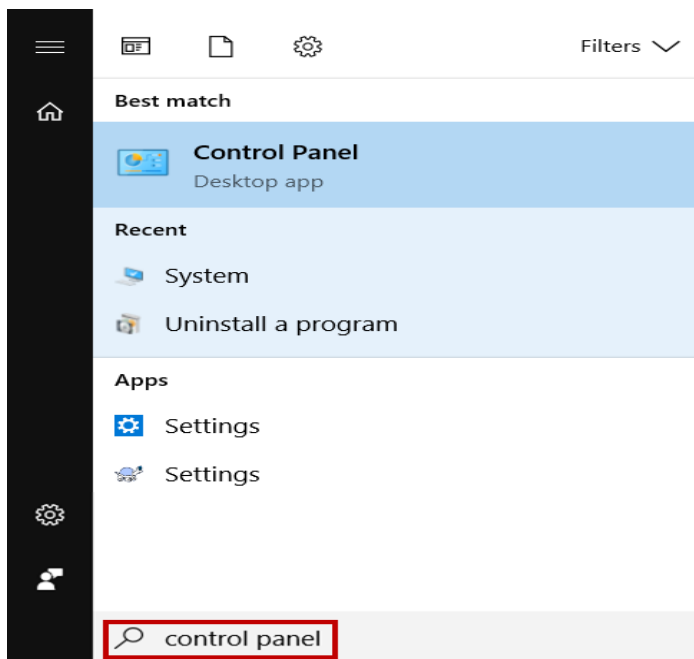 Filters
Best match
Control Panel
Desktop app
Recent
System
Uninstall a program
Apps
Settings
Settings
control panel